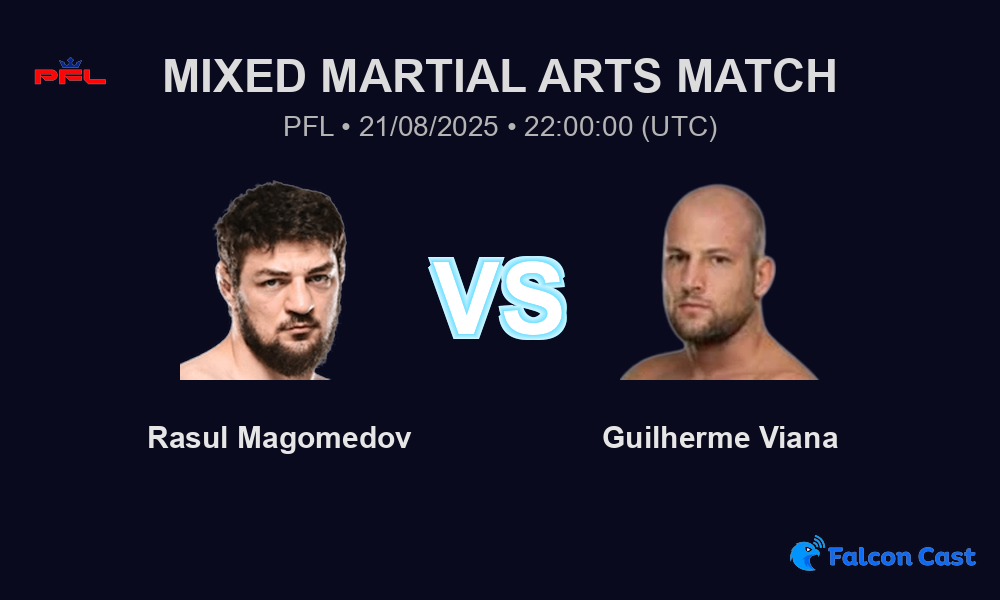 PFL
MIXED MARTIAL ARTS MATCH
PFL • 21/08/2025 • 22:00:00 (UTC)
VS
Rasul Magomedov
Guilherme Viana
Falcon Cast